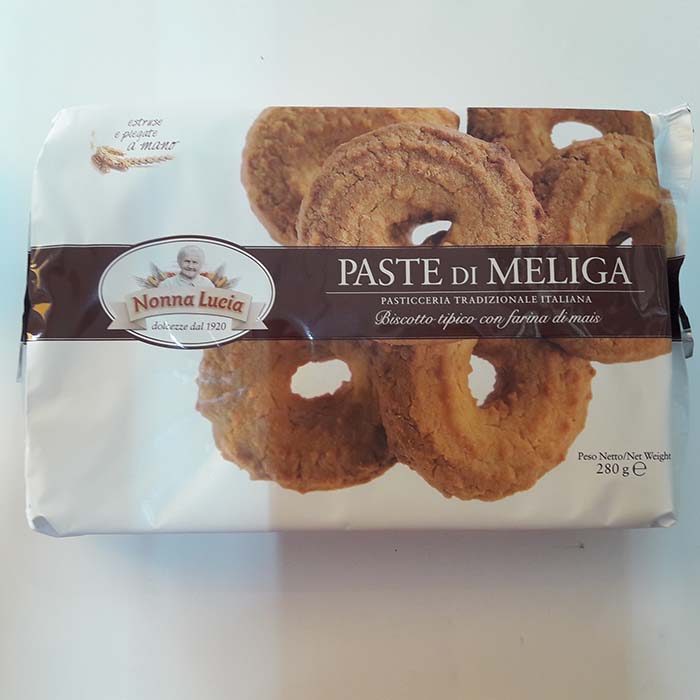 estruse
e piegate
a mano
Nonna Lucia
dolcezze dal 1920
PASTE DI MELIGA
PASTICCERIA TRADIZIONALE ITALIANA
Biscotto tipico con farina di mais
Peso Netto/Net Weight
280 g e